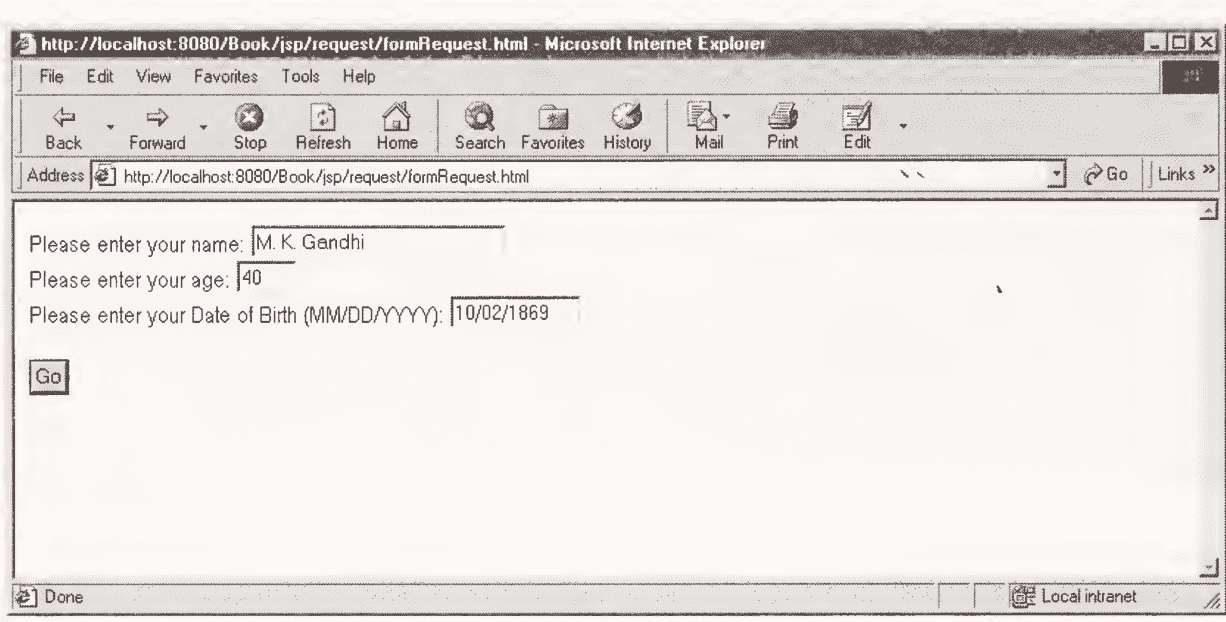 http://localhost:8080/Book/jsp/request/formRequest.html - Microsoft Internet Explorer
File Edit View Favorites Tools Help
Back Forward Stop Refresh Home Search Favorites History Mail Print Edit
Address http://localhost:8080/Book/jsp/request/formRequest.html Go Links »
Please enter your name: M. K. Gandhi
Please enter your age: 40
Please enter your Date of Birth (MM/DD/YYYY): 10/02/1869
Go
Done Local intranet